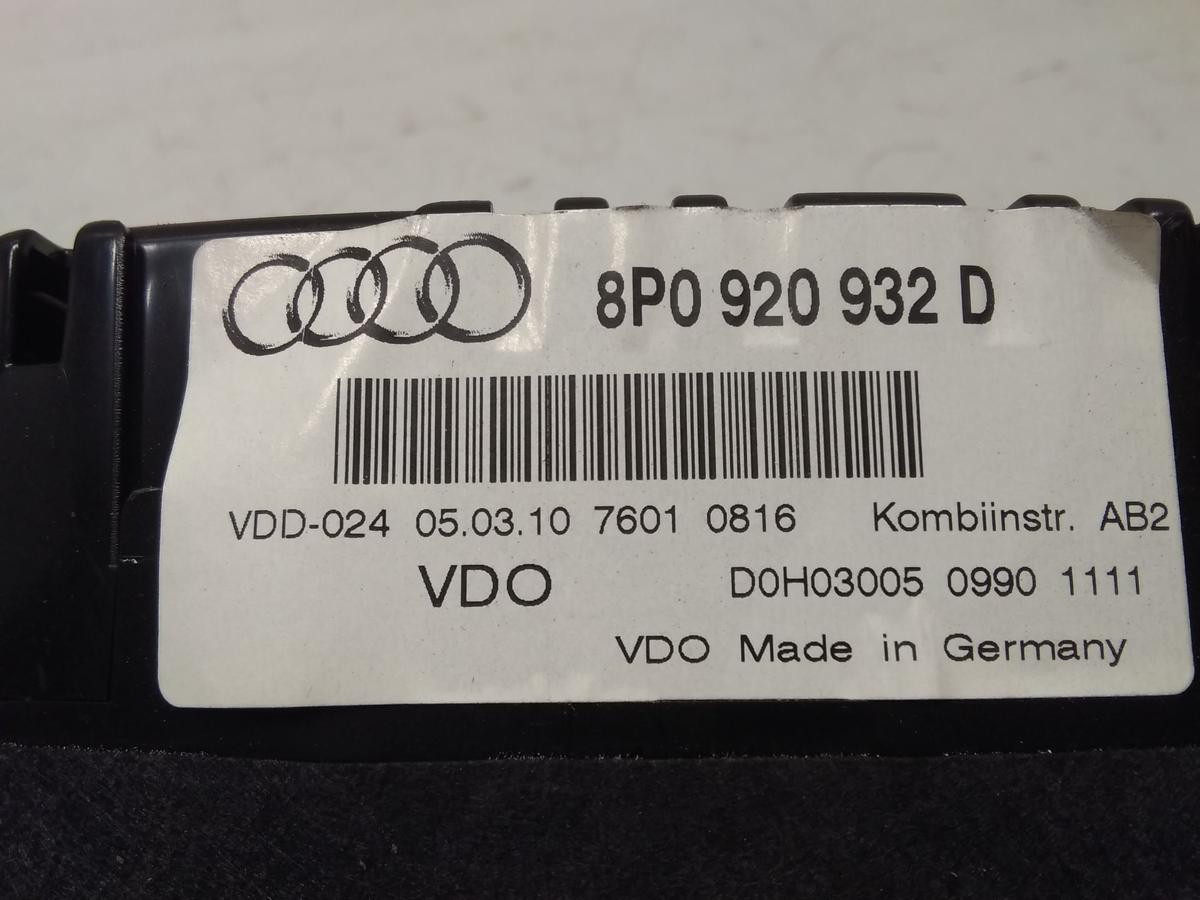 8P0 920 932 D
VDD-024 05.03.10 7601 0816 Kombiinstr. AB2
VDO D0H03005 0990 1111
VDO Made in Germany